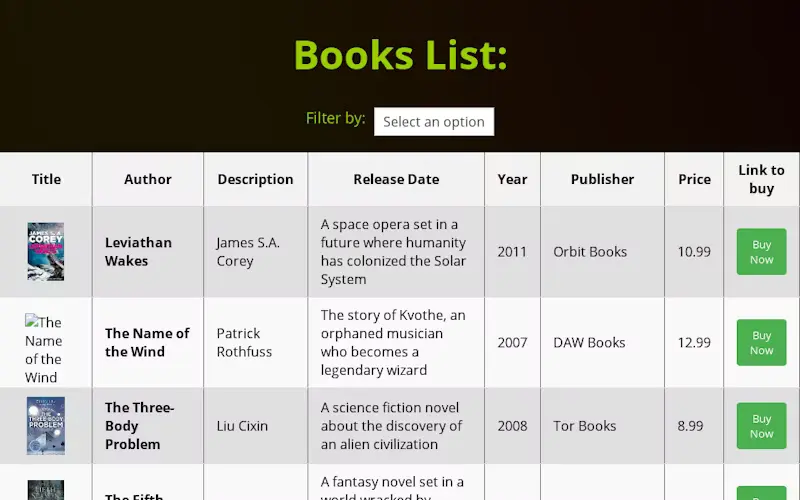 Books List:
Filter by: Select an option
Title Author Description Release Date Year Publisher Price Link to buy
JAMES S.A.
COREY
Leviathan Wakes
James S.A. Corey
A space opera set in a
future where humanity
has colonized the Solar
System
2011
Orbit Books
10.99
Buy
Now
The
Name
of the
Wind
The Name of
the Wind
Patrick
Rothfuss
The story of Kvothe, an
orphaned musician
who becomes a
legendary wizard
2007
DAW Books
12.99
Buy
Now
THE
THREE-BODY
PROBLEM
The Three-
Body
Problem
Liu Cixin
A science fiction novel
about the discovery of
an alien civilization
2008
Tor Books
8.99
Buy
Now
The Fifth
A fantasy novel set in a
world wracked by
Buy